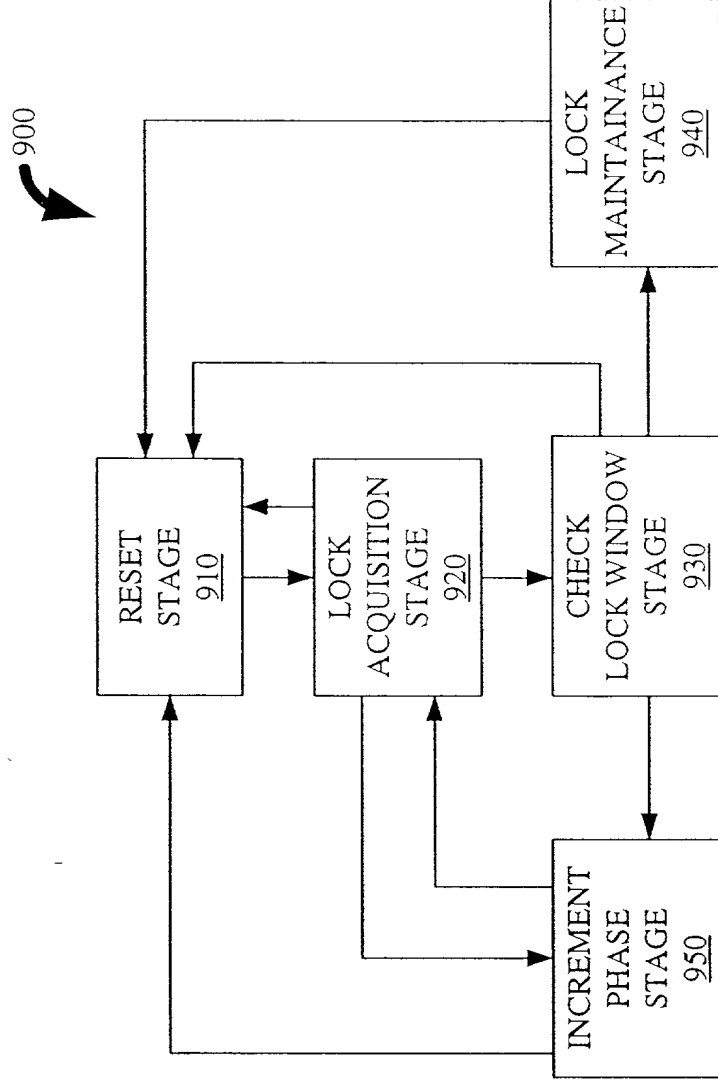 900
RESET
STAGE
910
LOCK
ACQUISITION
STAGE
920
CHECK
LOCK WINDOW
STAGE
930
LOCK
MAINTAINANCE
STAGE
940
INCREMENT
PHASE
STAGE
950